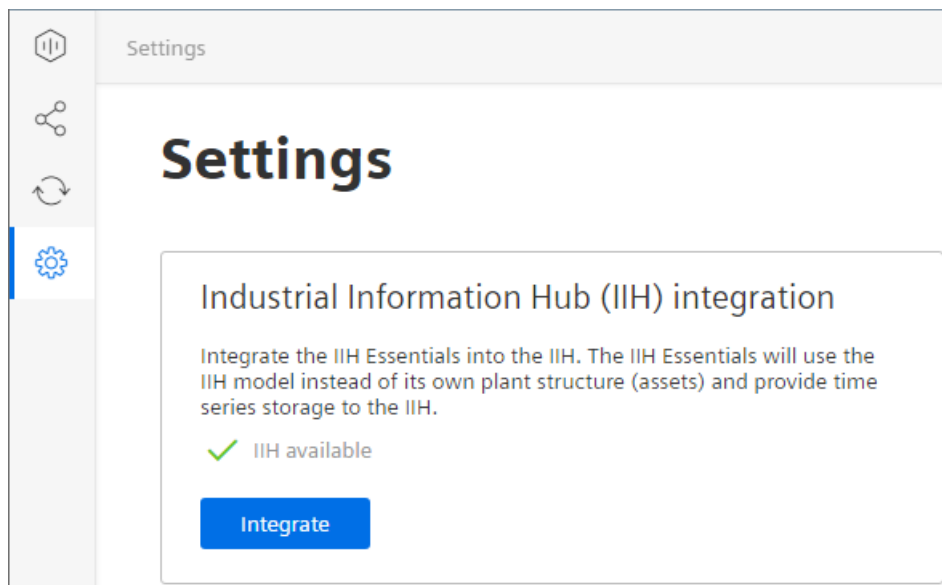 Settings
Settings
Industrial Information Hub (IIH) integration
Integrate the IIH Essentials into the IIH. The IIH Essentials will use the
IIH model instead of its own plant structure (assets) and provide time
series storage to the IIH.
IIH available
Integrate